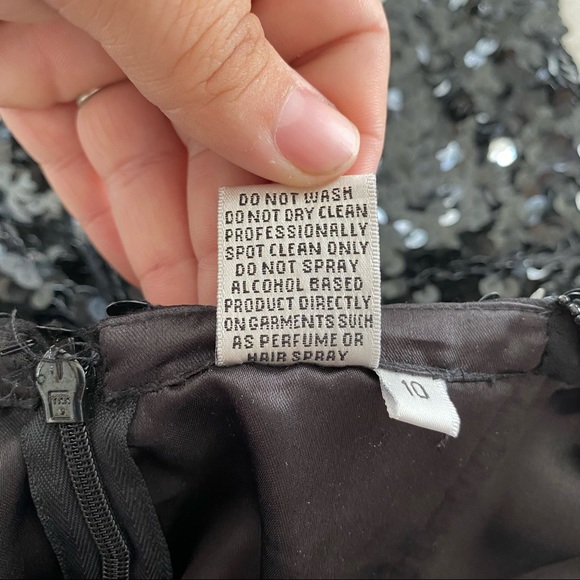 DO NOT WASH
DO NOT DRY CLEAN
PROFESSIONALLY
SPOT CLEAN ONLY
DO NOT SPRAY
ALCOHOL BASED
PRODUCT DIRECTLY
ON GARMENTS SUCH
AS PERFUME OR
HAIR SPRAY
10